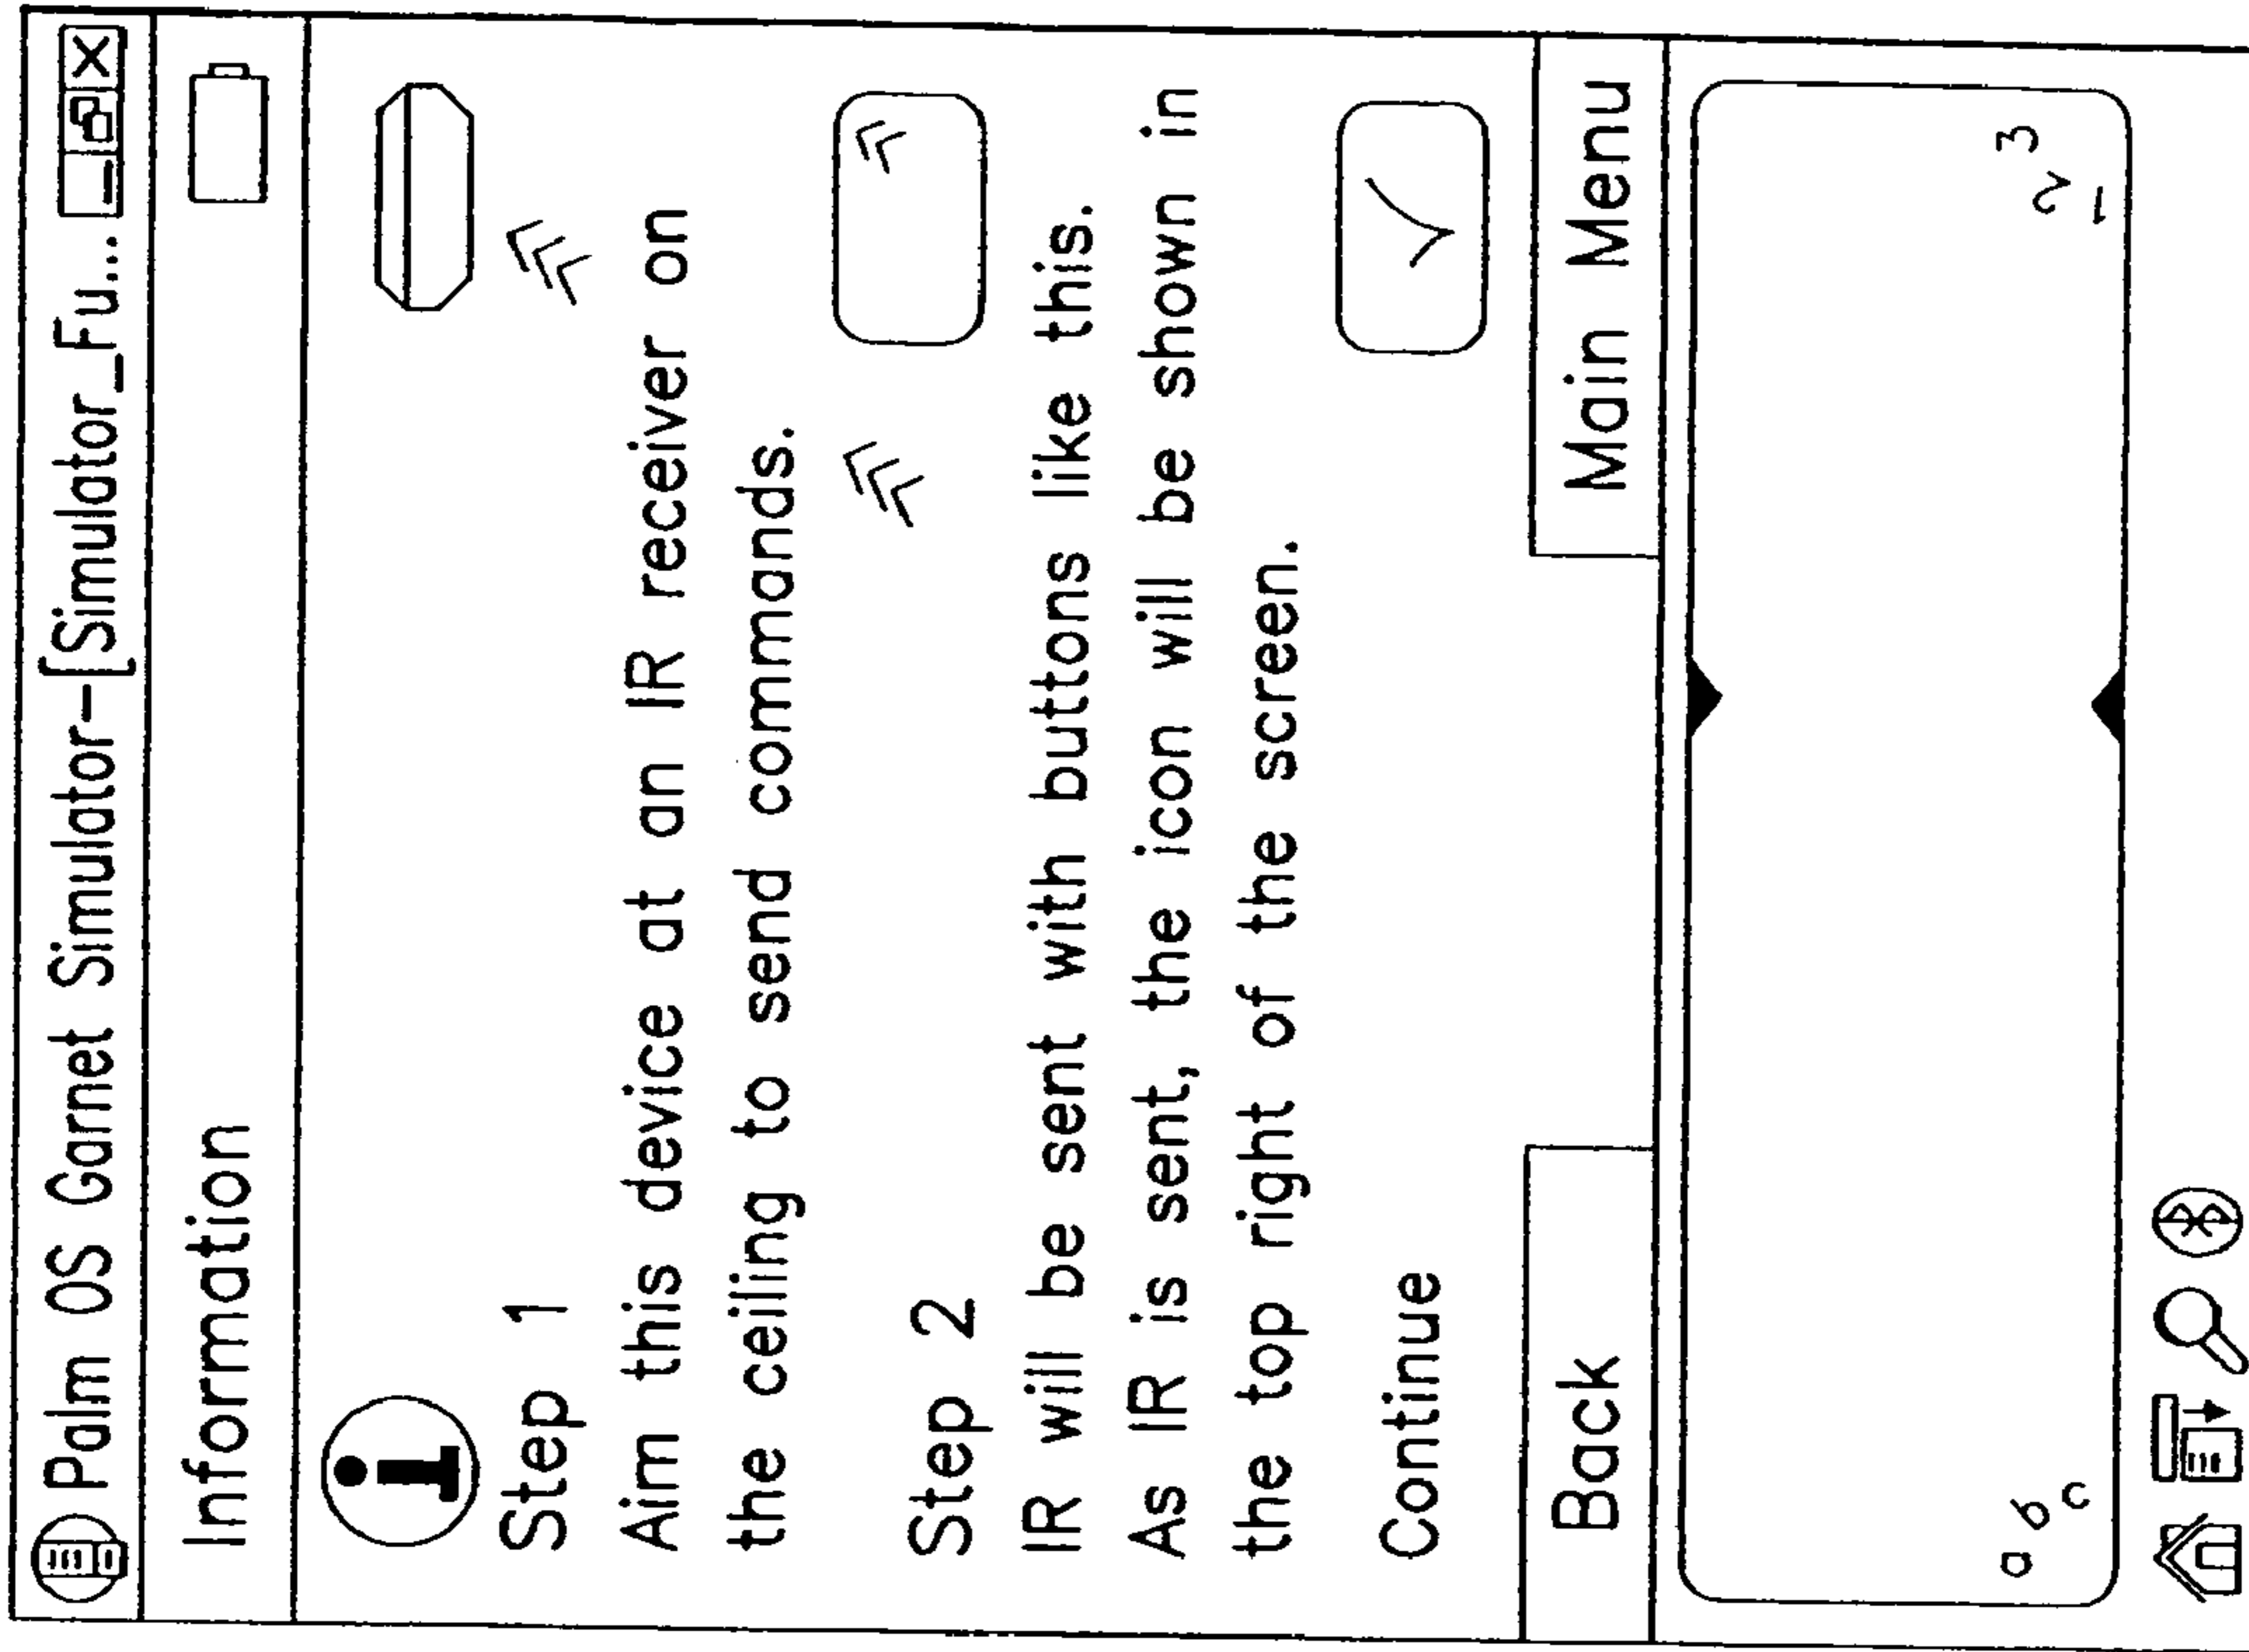 Palm OS Garnet Simulator-[Simulator_Fu...
Information
Step 1
Aim this device at an IR receiver on
the ceiling to send commands.
Step 2
IR will be sent with buttons like this.
As IR is sent, the icon will be shown in
the top right of the screen.
Continue
Back
Main Menu
a b c
1 2 3